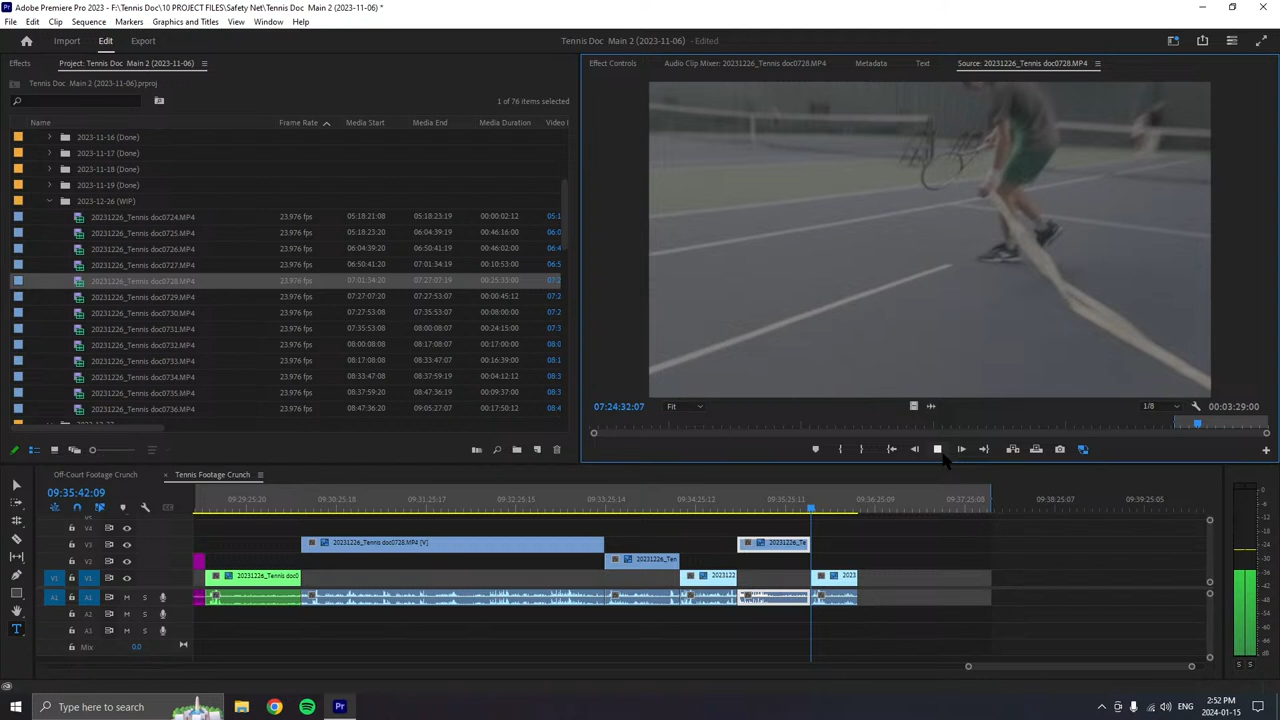 Adobe Premiere Pro 2023 - F:\Tennis Doc\10 PROJECT FILES\Safety Net\Tennis Doc Main 2 (2023-11-06) *
File Edit Clip Sequence Markers Graphics and Titles View Window Help
Import Edit Export
Tennis Doc Main 2 (2023-11-06) - Edited
Effects Project: Tennis Doc Main 2 (2023-11-06)
Effect Controls Audio Clip Mixer: 20231226_Tennis doc0728.MP4 Metadata Text Source: 20231226_Tennis doc0728.MP4
Tennis Doc Main 2 (2023-11-06).prproj
1 of 76 items selected
Name Frame Rate Media Start Media End Media Duration Video I
2023-11-16 (Done)
2023-11-17 (Done)
2023-11-18 (Done)
2023-11-19 (Done)
2023-12-26 (WIP)
20231226_Tennis doc0724.MP4 23.976 fps 05:18:21:08 05:18:23:19 00:00:02:12 05:1
20231226_Tennis doc0725.MP4 23.976 fps 05:18:23:20 06:04:39:19 00:46:16:00 06:0
20231226_Tennis doc0726.MP4 23.976 fps 06:04:39:20 06:50:41:19 00:46:02:00 06:4
20231226_Tennis doc0727.MP4 23.976 fps 06:50:41:20 07:01:34:19 00:10:53:00 06:5
20231226_Tennis doc0728.MP4 23.976 fps 07:01:34:20 07:27:07:19 00:25:33:00 07:2
20231226_Tennis doc0729.MP4 23.976 fps 07:27:07:20 07:27:53:07 00:00:45:12 07:2
20231226_Tennis doc0730.MP4 23.976 fps 07:27:53:08 07:35:53:07 00:08:00:00 07:3
20231226_Tennis doc0731.MP4 23.976 fps 07:35:53:08 08:00:08:07 00:24:15:00 07:3
20231226_Tennis doc0732.MP4 23.976 fps 08:00:08:08 08:17:08:07 00:17:00:00 08:1
20231226_Tennis doc0733.MP4 23.976 fps 08:17:08:08 08:33:47:07 00:16:39:00 08:1
20231226_Tennis doc0734.MP4 23.976 fps 08:33:47:08 08:37:59:19 00:04:12:12 08:3
20231226_Tennis doc0735.MP4 23.976 fps 08:37:59:20 08:47:36:19 00:09:37:00 08:4
20231226_Tennis doc0736.MP4 23.976 fps 08:47:36:20 09:05:27:07 00:17:50:12 08:4
07:24:32:07 Fit 1/8 00:03:29:00
Off-Court Footage Crunch × Tennis Footage Crunch
09:35:42:09
09:29:25:20 09:30:25:18 09:31:25:17 09:32:25:15 09:33:25:14 09:34:25:12 09:35:25:11 09:36:25:09 09:37:25:08 09:38:25:07 09:39:25:05
V4
V3 20231226_Tennis doc0728.MP4 [V] 20231226_Te
V2 20231226_Ten
V1 V1 20231226_Tennis doc0 2023122 2023
A1 A1 M S
A2 M S
A3 M S
Mix 0.0
0
-6
-12
-18
-24
-30
-36
-42
-48
-54
-60
dB
S S
Type here to search
Pr
ENG
2:52 PM
2024-01-15